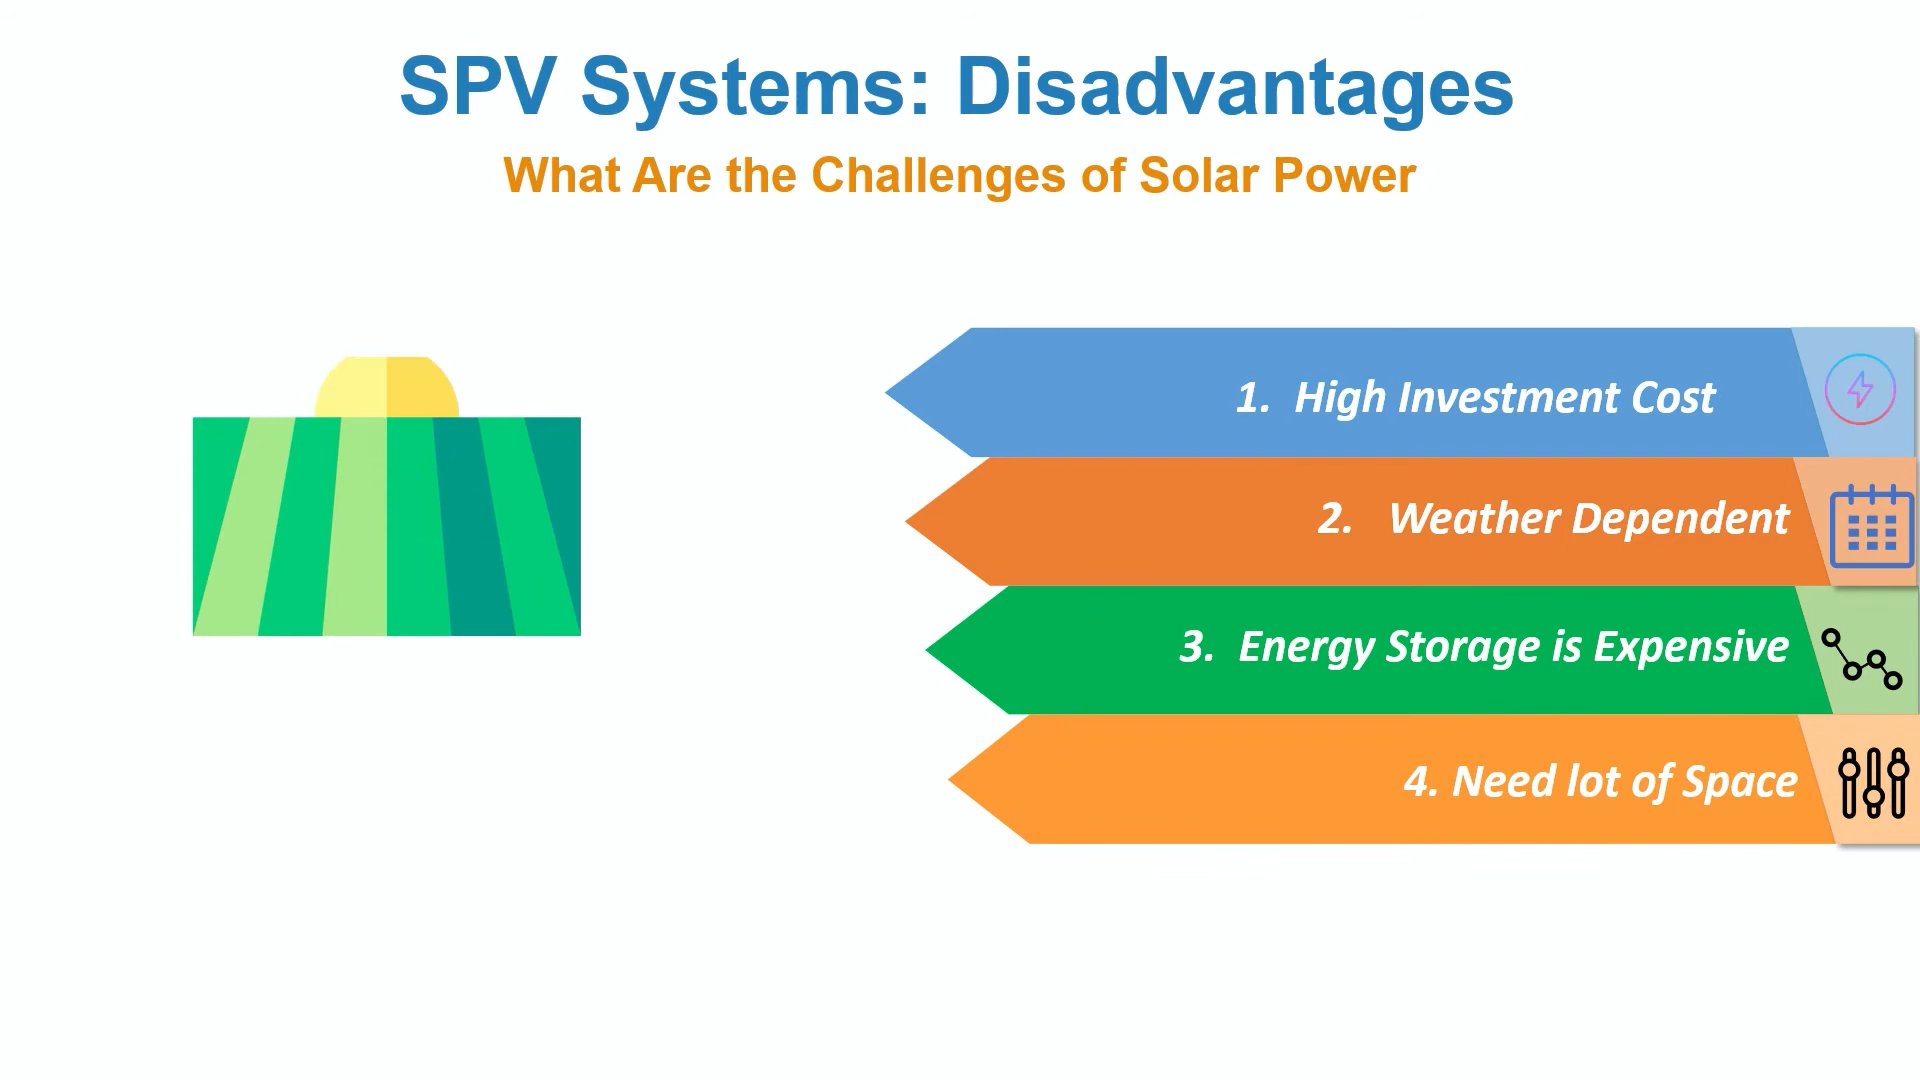 SPV Systems: Disadvantages
What Are the Challenges of Solar Power
1. High Investment Cost
2. Weather Dependent
3. Energy Storage is Expensive
4. Need lot of Space